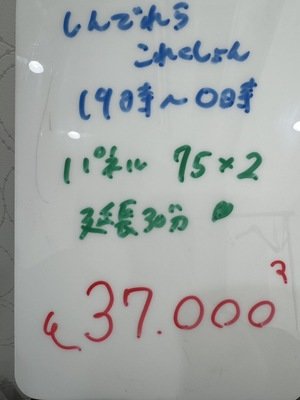 しんでれら
これくしょん
19時～0時
パネル 75×2
延長30分
37.000